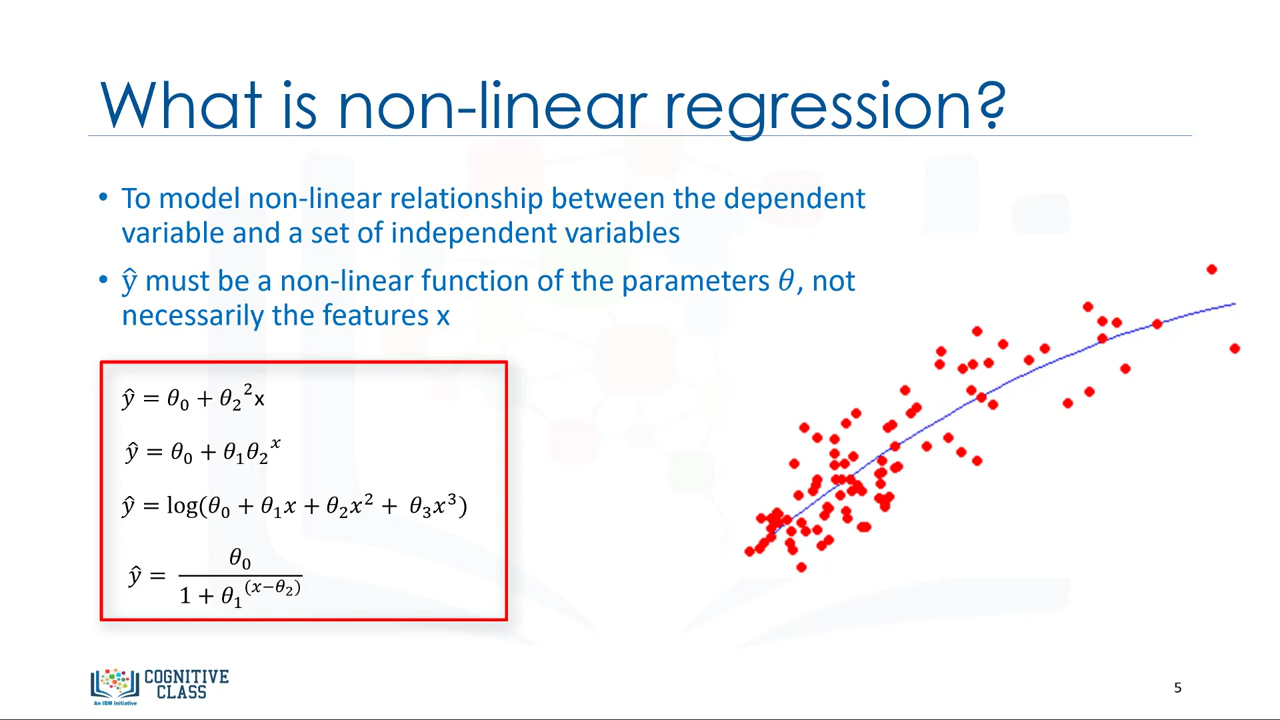 What is non-linear regression?
• To model non-linear relationship between the dependent
variable and a set of independent variables
• ŷ must be a non-linear function of the parameters 𝜃, not
necessarily the features x
ŷ = θ₀ + θ₂²x
ŷ = θ₀ + θ₁θ₂ˣ
ŷ = log(θ₀ + θ₁x + θ₂x² + θ₃x³)
ŷ = θ₀ / (1 + θ₁^(x−θ₂))
COGNITIVE
CLASS
An IBM Initiative
5